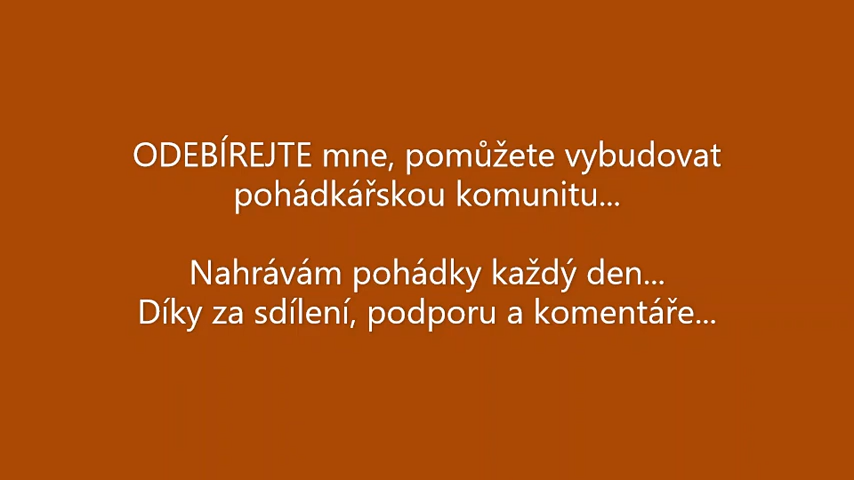 ODEBÍREJTE mne, pomůžete vybudovat
pohádkářskou komunitu...
Nahrávám pohádky každý den...
Díky za sdílení, podporu a komentáře...